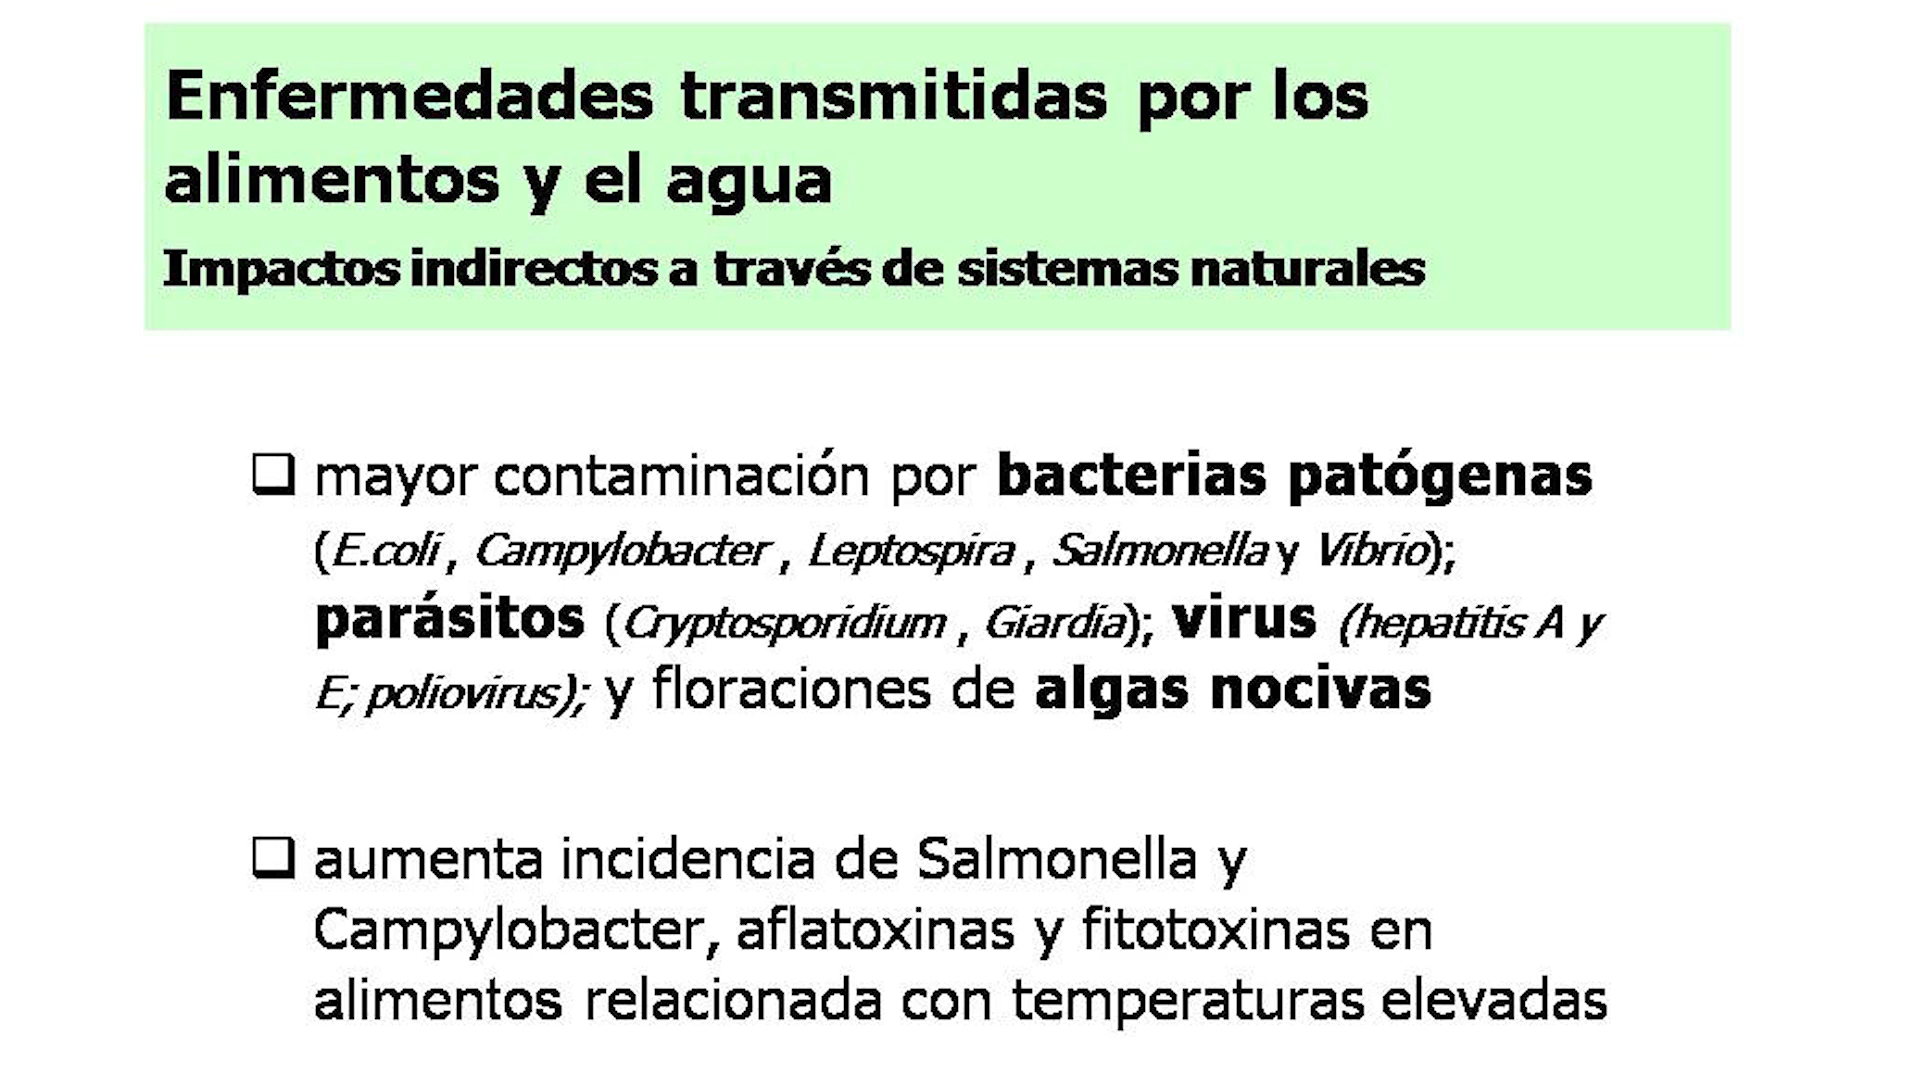 Enfermedades transmitidas por los
alimentos y el agua
Impactos indirectos a través de sistemas naturales
❑ mayor contaminación por bacterias patógenas
(E.coli , Campylobacter , Leptospira , Salmonella y Vibrio);
parásitos (Cryptosporidium , Giardia); virus (hepatitis A y
E; poliovirus); y floraciones de algas nocivas
❑ aumenta incidencia de Salmonella y
Campylobacter, aflatoxinas y fitotoxinas en
alimentos relacionada con temperaturas elevadas